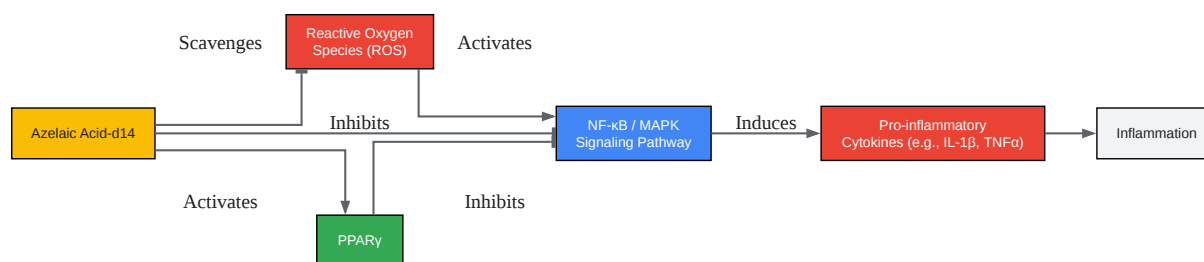 Scavenges
Reactive Oxygen
Species (ROS)
Activates
Azelaic Acid-d14
Inhibits
NF-κB / MAPK
Signaling Pathway
Induces
Pro-inflammatory
Cytokines (e.g., IL-1β, TNFα)
Inflammation
Activates
Inhibits
PPARγ